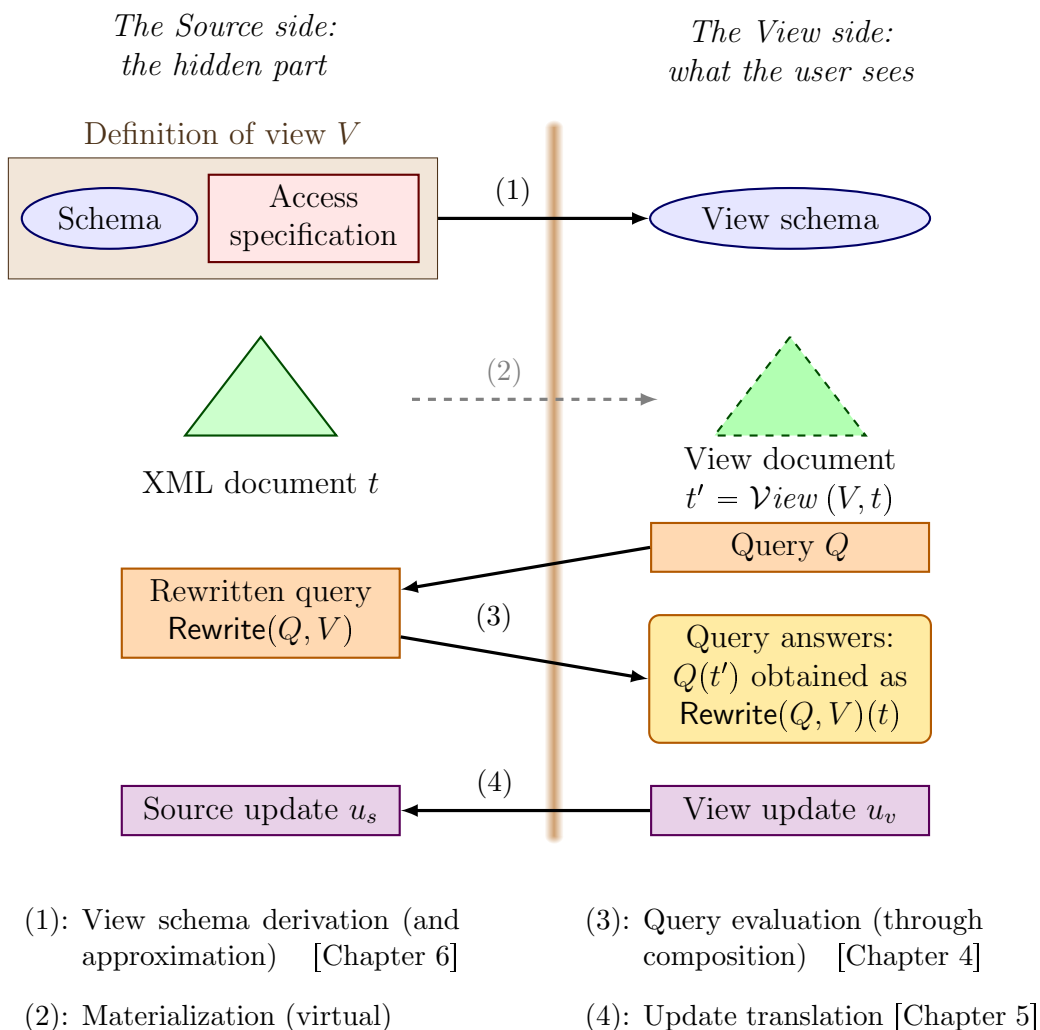 The Source side:
the hidden part
The View side:
what the user sees
Definition of view V
Schema
Access
specification
(1)
View schema
(2)
XML document t
View document
t′ = View (V, t)
Query Q
Rewritten query
Rewrite(Q, V)
(3)
Query answers:
Q(t′) obtained as
Rewrite(Q, V)(t)
(4)
Source update uₛ
View update uᵥ
(1): View schema derivation (and
approximation) [Chapter 6]
(2): Materialization (virtual)
(3): Query evaluation (through
composition) [Chapter 4]
(4): Update translation [Chapter 5]